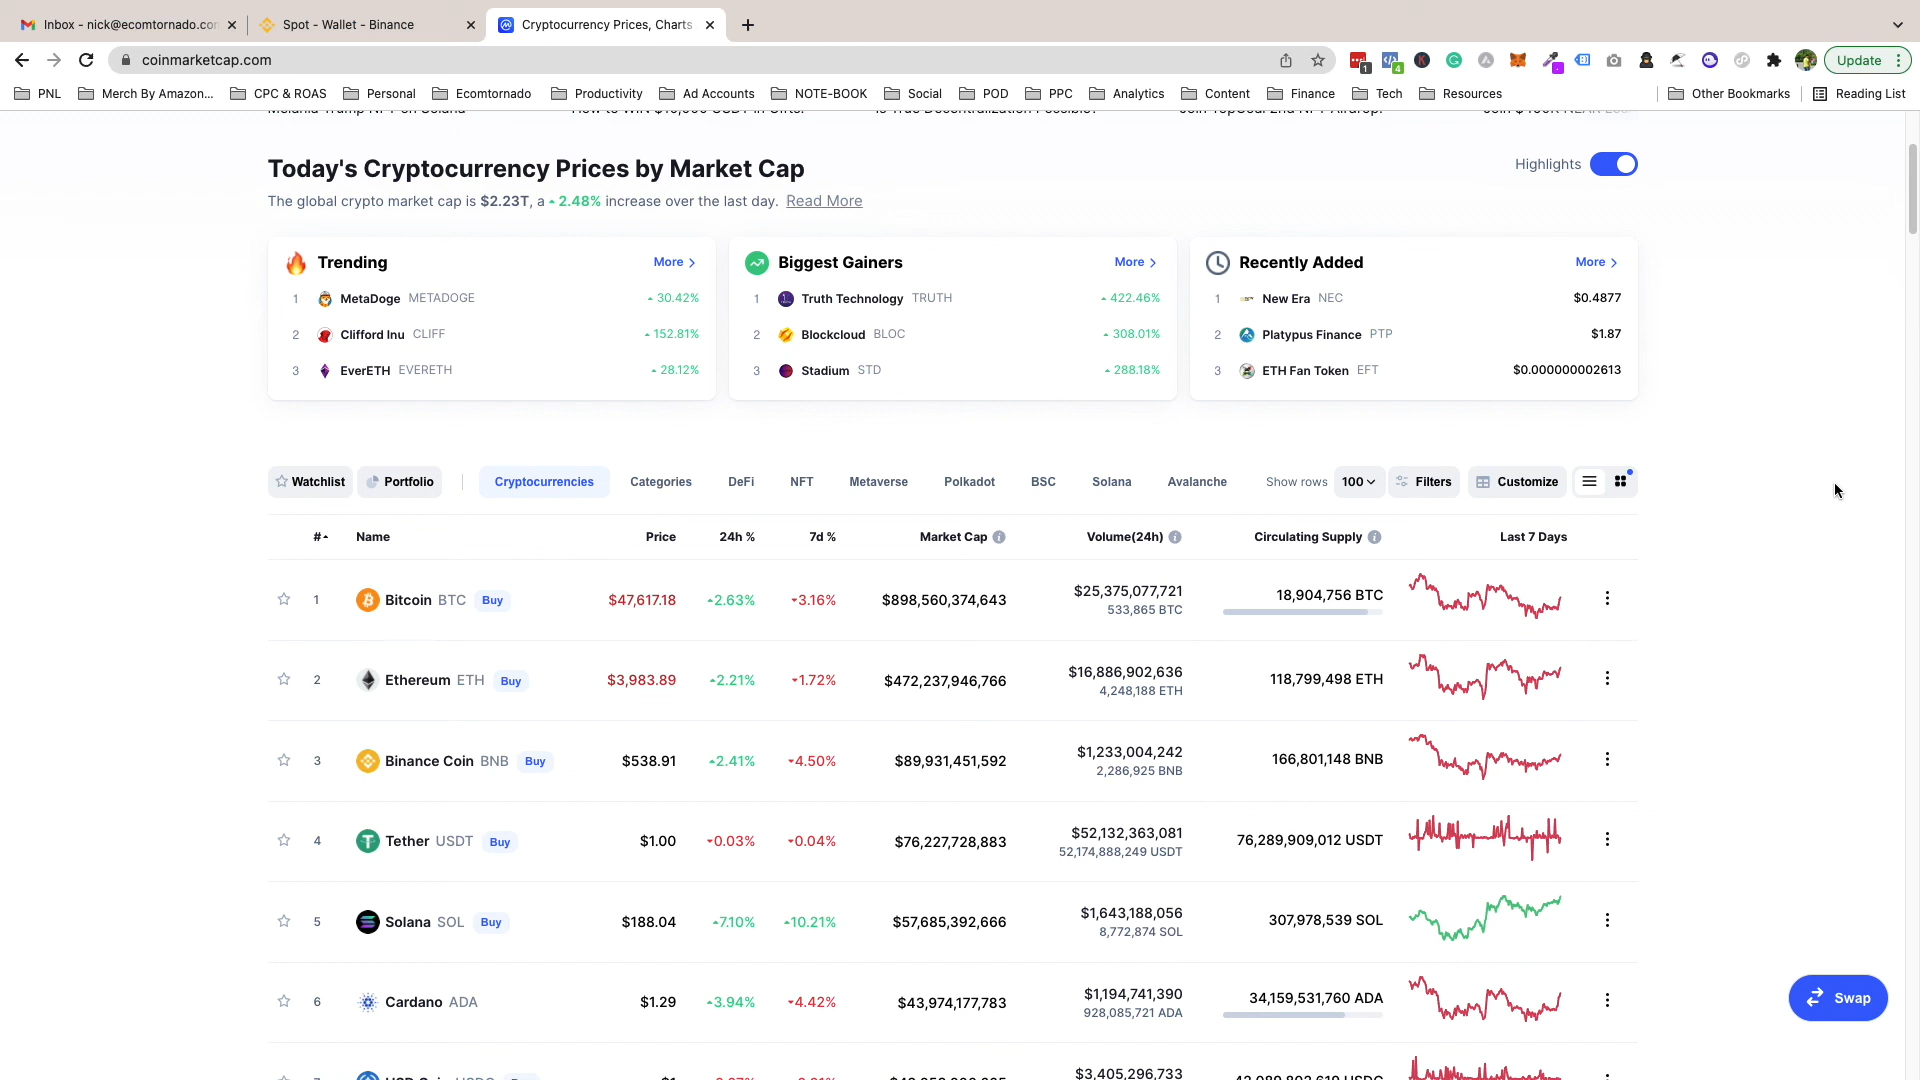 Inbox - nick@ecomtornado.com
Spot - Wallet - Binance
Cryptocurrency Prices, Charts
coinmarketcap.com
1
4
Update
PNL
Merch By Amazon...
CPC & ROAS
Personal
Ecomtornado
Productivity
Ad Accounts
NOTE-BOOK
Social
POD
PPC
Analytics
Content
Finance
Tech
Resources
Other Bookmarks
Reading List
Today's Cryptocurrency Prices by Market Cap
Highlights
The global crypto market cap is $2.23T, a 2.48% increase over the last day. Read More
Trending
More
1 MetaDoge METADOGE 30.42%
2 Clifford Inu CLIFF 152.81%
3 EverETH EVERETH 28.12%
Biggest Gainers
More
1 Truth Technology TRUTH 422.46%
2 Blockcloud BLOC 308.01%
3 Stadium STD 288.18%
Recently Added
More
1 New Era NEC $0.4877
2 Platypus Finance PTP $1.87
3 ETH Fan Token EFT $0.000000002613
Watchlist
Portfolio
Cryptocurrencies
Categories
DeFi
NFT
Metaverse
Polkadot
BSC
Solana
Avalanche
Show rows
100
Filters
Customize
# Name Price 24h % 7d % Market Cap Volume(24h) Circulating Supply Last 7 Days
1 Bitcoin BTC Buy $47,617.18 2.63% 3.16% $898,560,374,643 $25,375,077,721 18,904,756 BTC
533,865 BTC
2 Ethereum ETH Buy $3,983.89 2.21% 1.72% $472,237,946,766 $16,886,902,636 118,799,498 ETH
4,248,188 ETH
3 Binance Coin BNB Buy $538.91 2.41% 4.50% $89,931,451,592 $1,233,004,242 166,801,148 BNB
2,286,925 BNB
4 Tether USDT Buy $1.00 0.03% 0.04% $76,227,728,883 $52,132,363,081 76,289,909,012 USDT
52,174,888,249 USDT
5 Solana SOL Buy $188.04 7.10% 10.21% $57,685,392,666 $1,643,188,056 307,978,539 SOL
8,772,874 SOL
6 Cardano ADA $1.29 3.94% 4.42% $43,974,177,783 $1,194,741,390 34,159,531,760 ADA
928,085,721 ADA
Swap
$3,405,296,733